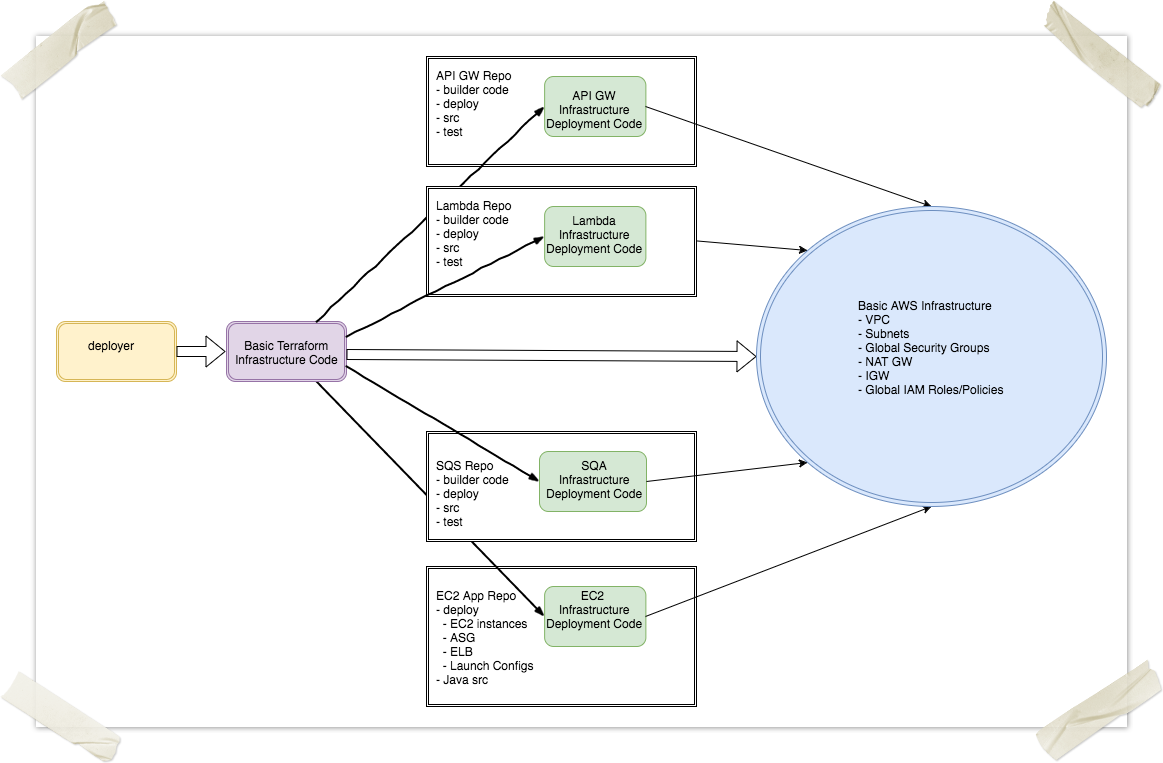 API GW Repo
- builder code
- deploy
- src
- test
API GW
Infrastructure
Deployment Code
Lambda Repo
- builder code
- deploy
- src
- test
Lambda
Infrastructure
Deployment Code
deployer
Basic Terraform
Infrastructure Code
Basic AWS Infrastructure
- VPC
- Subnets
- Global Security Groups
- NAT GW
- IGW
- Global IAM Roles/Policies
SQS Repo
- builder code
- deploy
- src
- test
SQA
Infrastructure
Deployment Code
EC2 App Repo
- deploy
- EC2 instances
- ASG
- ELB
- Launch Configs
- Java src
EC2
Infrastructure
Deployment Code